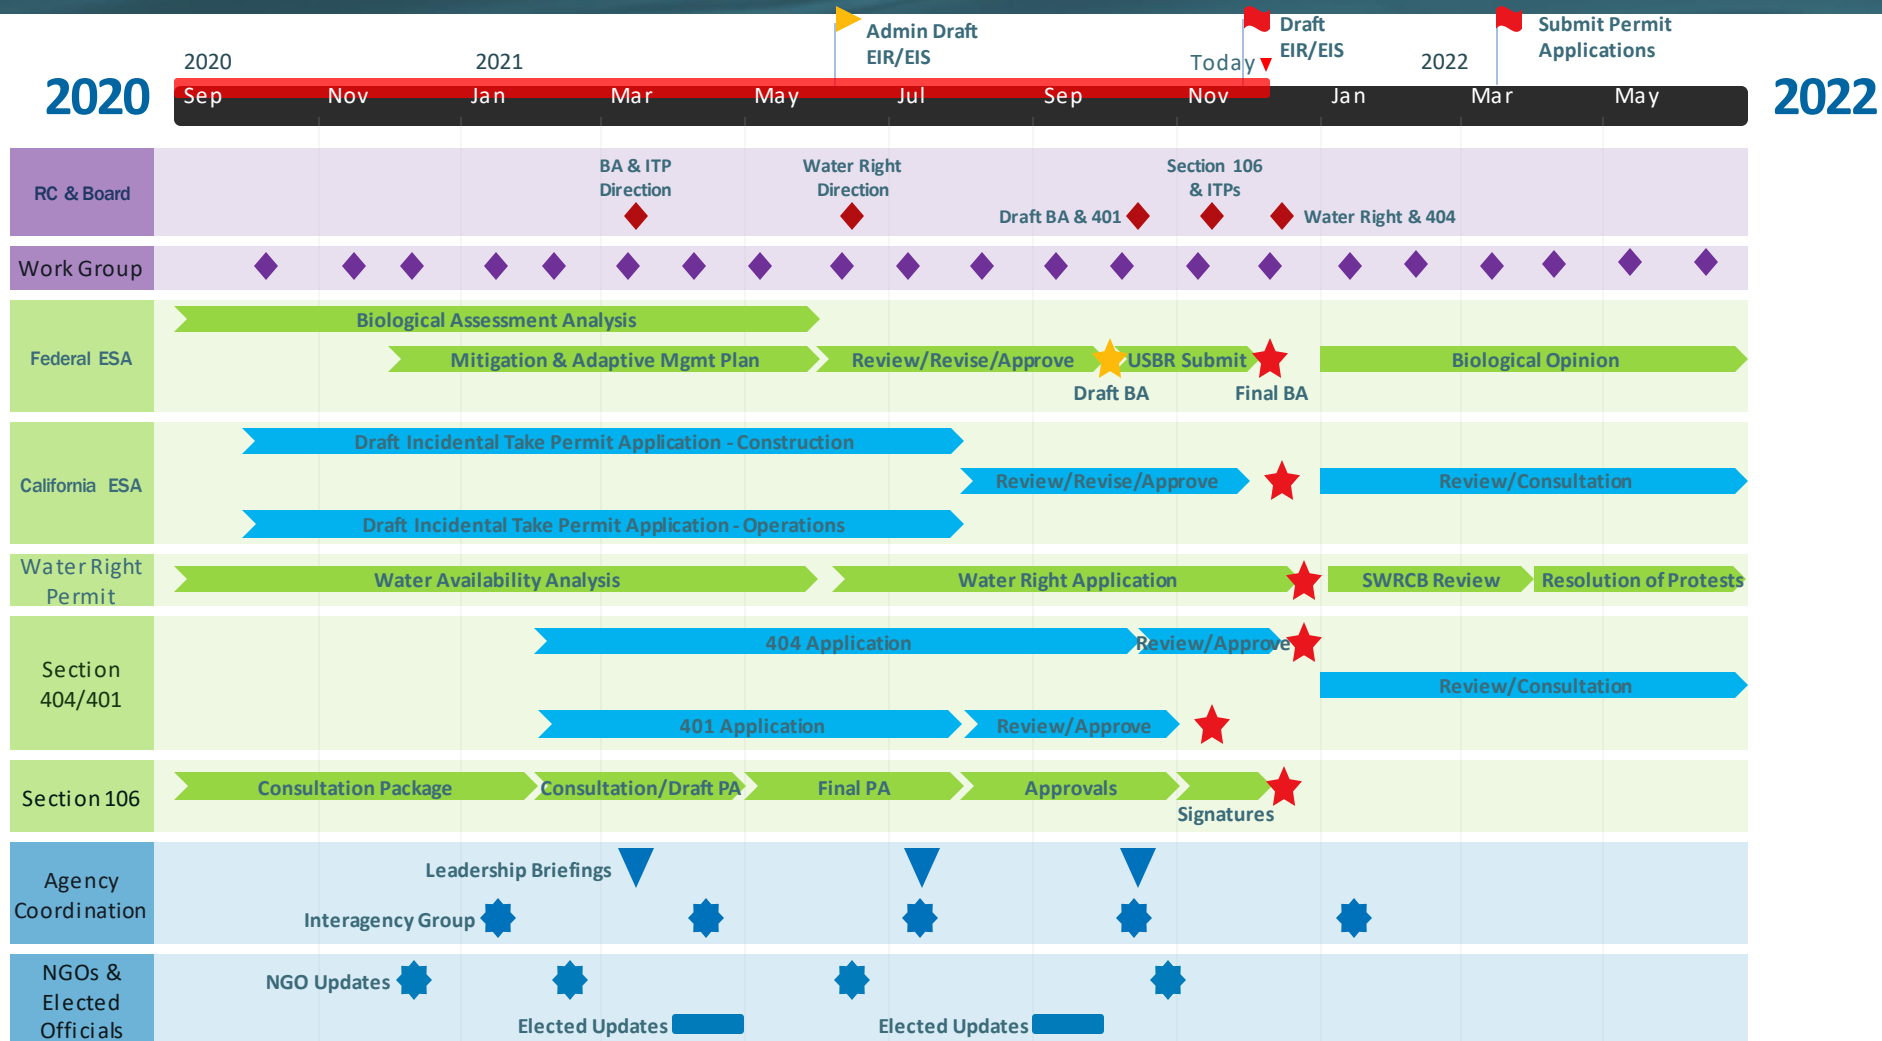 Admin Draft
EIR/EIS
Draft
EIR/EIS
Submit Permit
Applications
2020
2021
Today
2022
2020
Sep
Nov
Jan
Mar
May
Jul
Sep
Nov
Jan
Mar
May
2022
RC & Board
BA & ITP
Direction
Water Right
Direction
Section 106
& ITPs
Draft BA & 401
Water Right & 404
Work Group
Federal ESA
Biological Assessment Analysis
Mitigation & Adaptive Mgmt Plan
Review/Revise/Approve
USBR Submit
Biological Opinion
Draft BA
Final BA
California ESA
Draft Incidental Take Permit Application - Construction
Review/Revise/Approve
Review/Consultation
Draft Incidental Take Permit Application - Operations
Water Right
Permit
Water Availability Analysis
Water Right Application
SWRCB Review
Resolution of Protests
Section
404/401
404 Application
Review/Approve
Review/Consultation
401 Application
Review/Approve
Section 106
Consultation Package
Consultation/Draft PA
Final PA
Approvals
Signatures
Agency
Coordination
Leadership Briefings
Interagency Group
NGOs &
Elected
Officials
NGO Updates
Elected Updates
Elected Updates